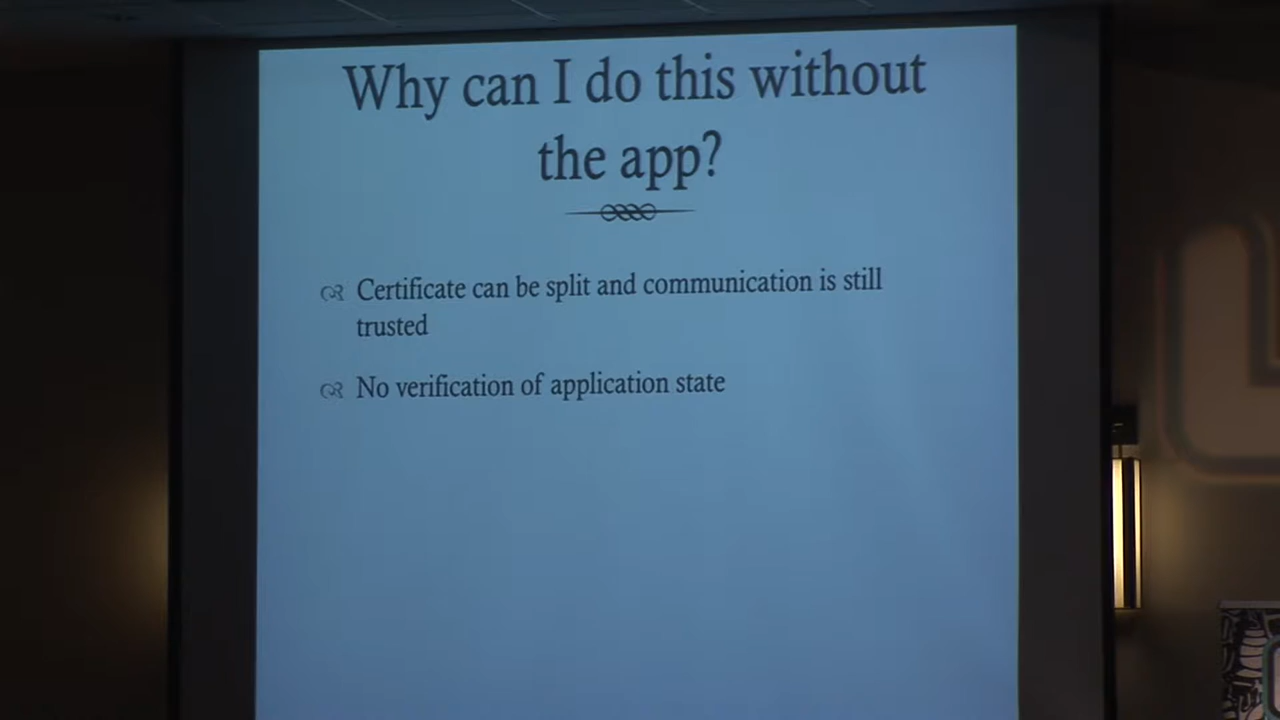 Why can I do this without
the app?
Certificate can be split and communication is still
trusted
No verification of application state